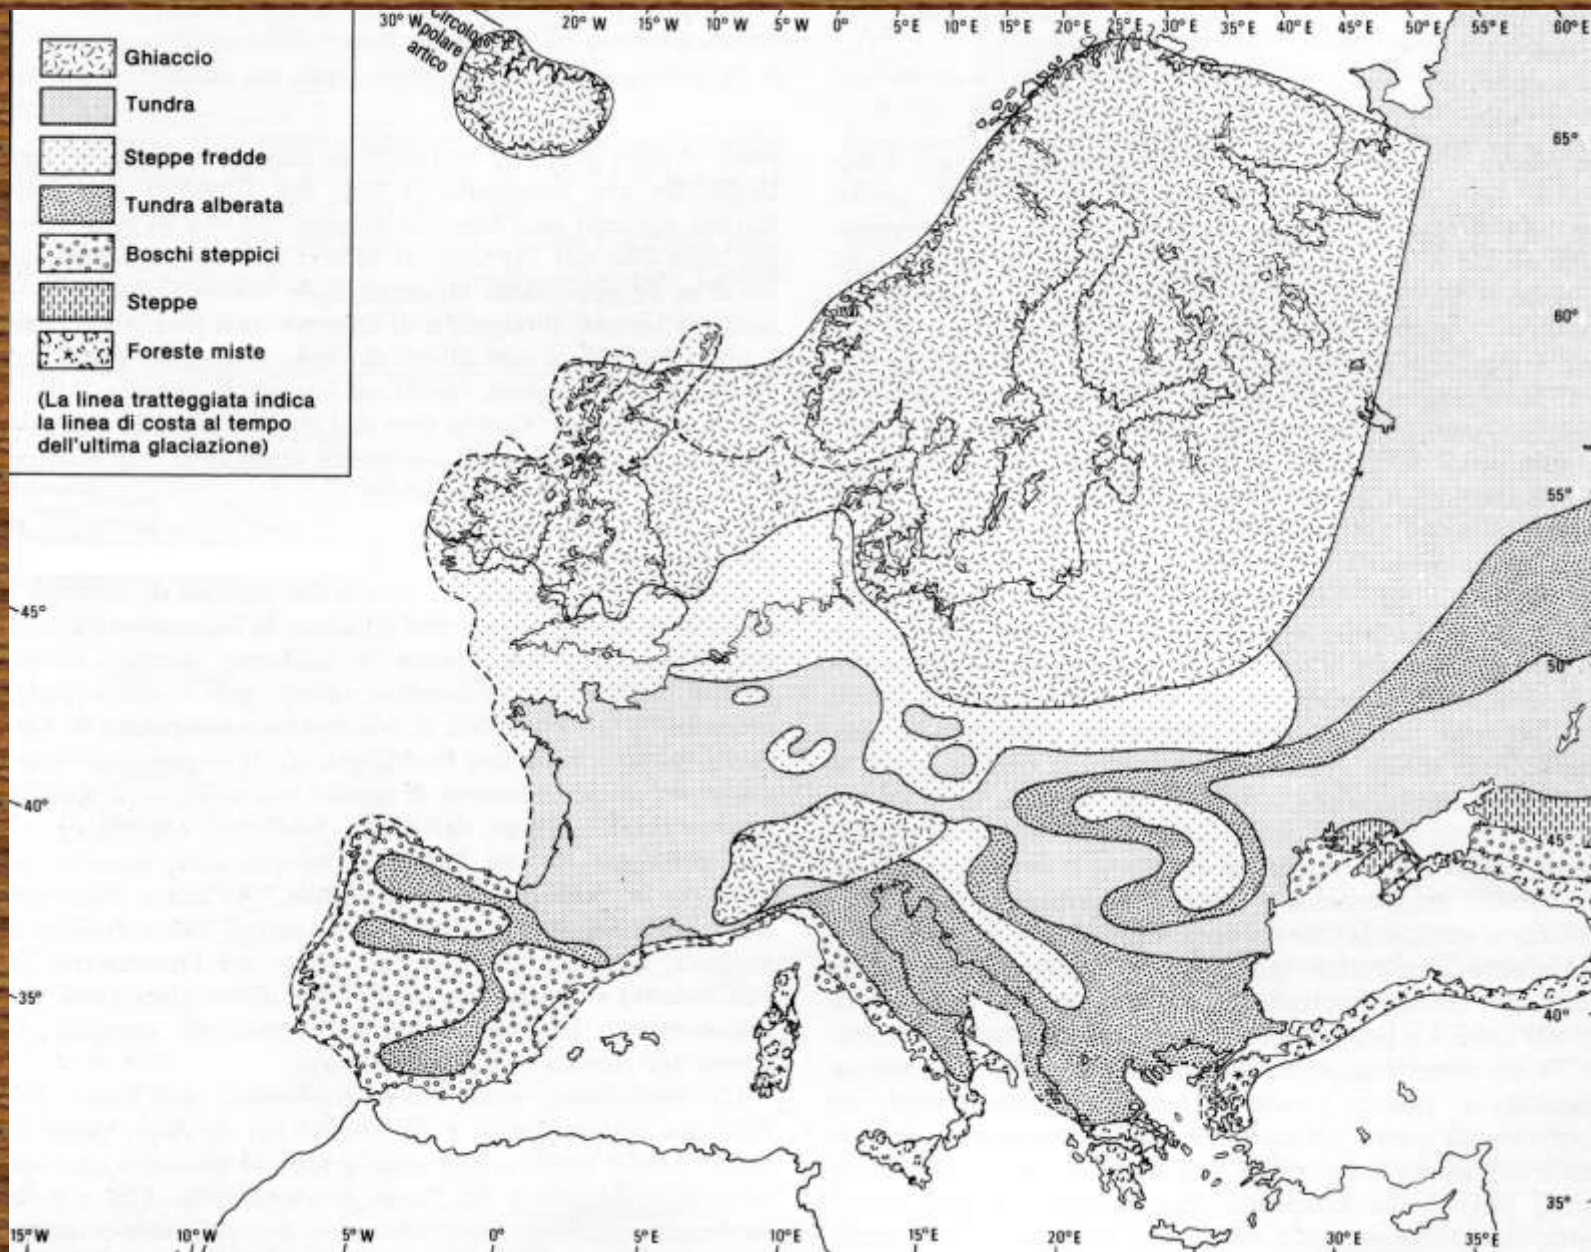 30° W
20° W
15° W
10° W
5° W
0°
5° E
10° E
15° E
20° E
25° E
30° E
35° E
40° E
45° E
50° E
55° E
60° E
Circolo
polare
artico
Ghiaccio
Tundra
Steppe fredde
Tundra alberata
Boschi steppici
Steppe
Foreste miste
(La linea tratteggiata indica
la linea di costa al tempo
dell'ultima glaciazione)
65°
60°
55°
50°
45°
40°
35°
45°
40°
35°
15° W
10° W
5° W
0°
5° E
10° E
15° E
20° E
25° E
30° E
35° E